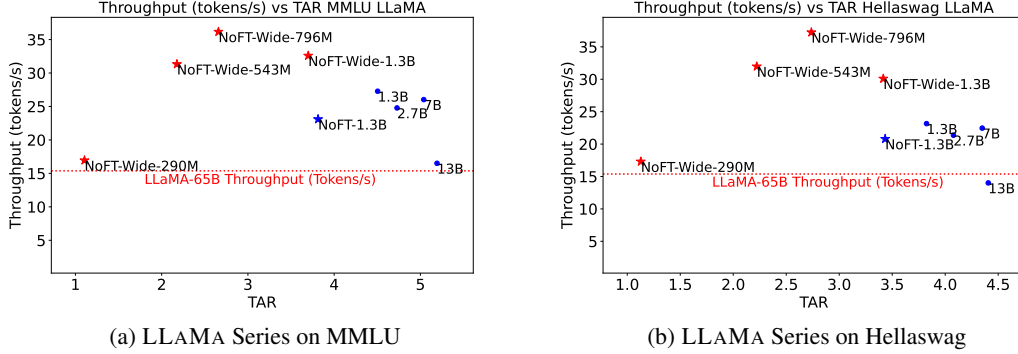 Throughput (tokens/s) vs TAR MMLU LLaMA
Throughput (tokens/s)
35
30
25
20
15
10
5
NoFT-Wide-796M
NoFT-Wide-1.3B
NoFT-Wide-543M
1.3B
7B
2.7B
NoFT-1.3B
NoFT-Wide-290M
13B
LLaMA-65B Throughput (Tokens/s)
1 2 3 4 5
TAR
(a) LLAMA Series on MMLU
Throughput (tokens/s) vs TAR Hellaswag LLaMA
Throughput (tokens/s)
35
30
25
20
15
10
5
NoFT-Wide-796M
NoFT-Wide-543M
NoFT-Wide-1.3B
1.3B
7B
2.7B
NoFT-1.3B
NoFT-Wide-290M
LLaMA-65B Throughput (Tokens/s)
13B
1.0 1.5 2.0 2.5 3.0 3.5 4.0 4.5
TAR
(b) LLAMA Series on Hellaswag